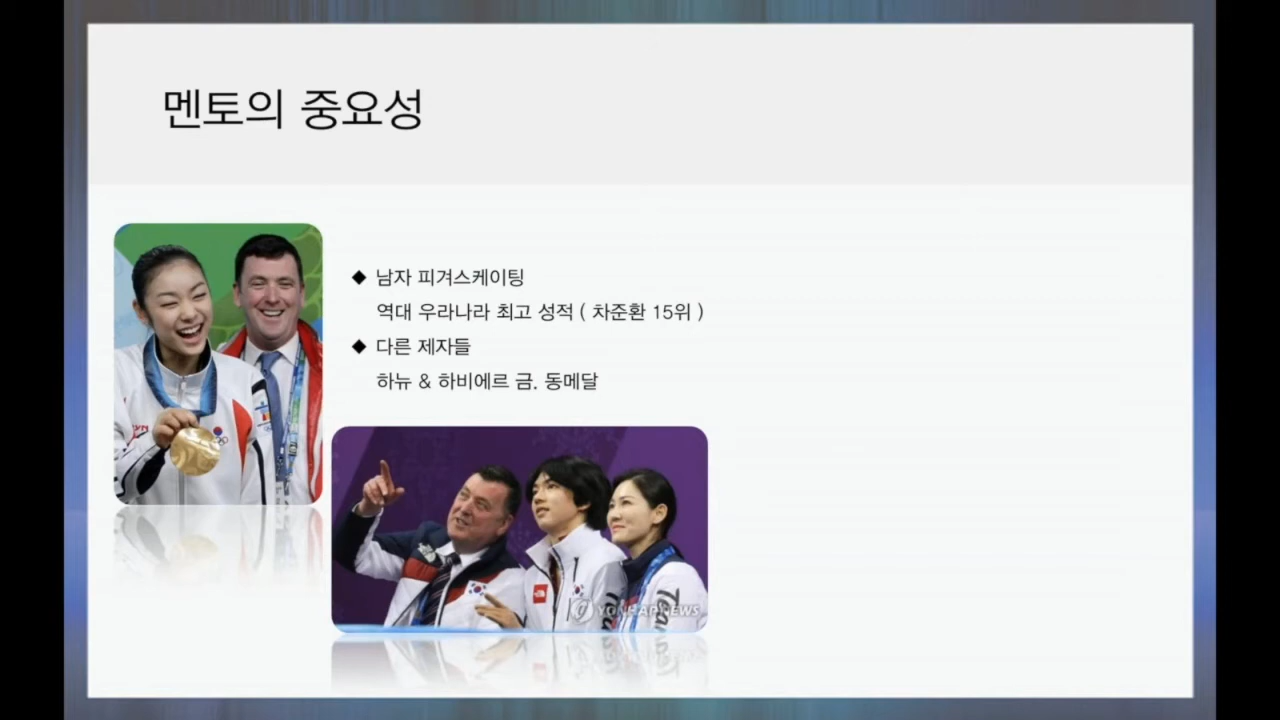 멘토의 중요성
◆ 남자 피겨스케이팅
역대 우라나라 최고 성적 ( 차준환 15위 )
◆ 다른 제자들
하뉴 & 하비에르 금. 동메달
YONHAP NEWS